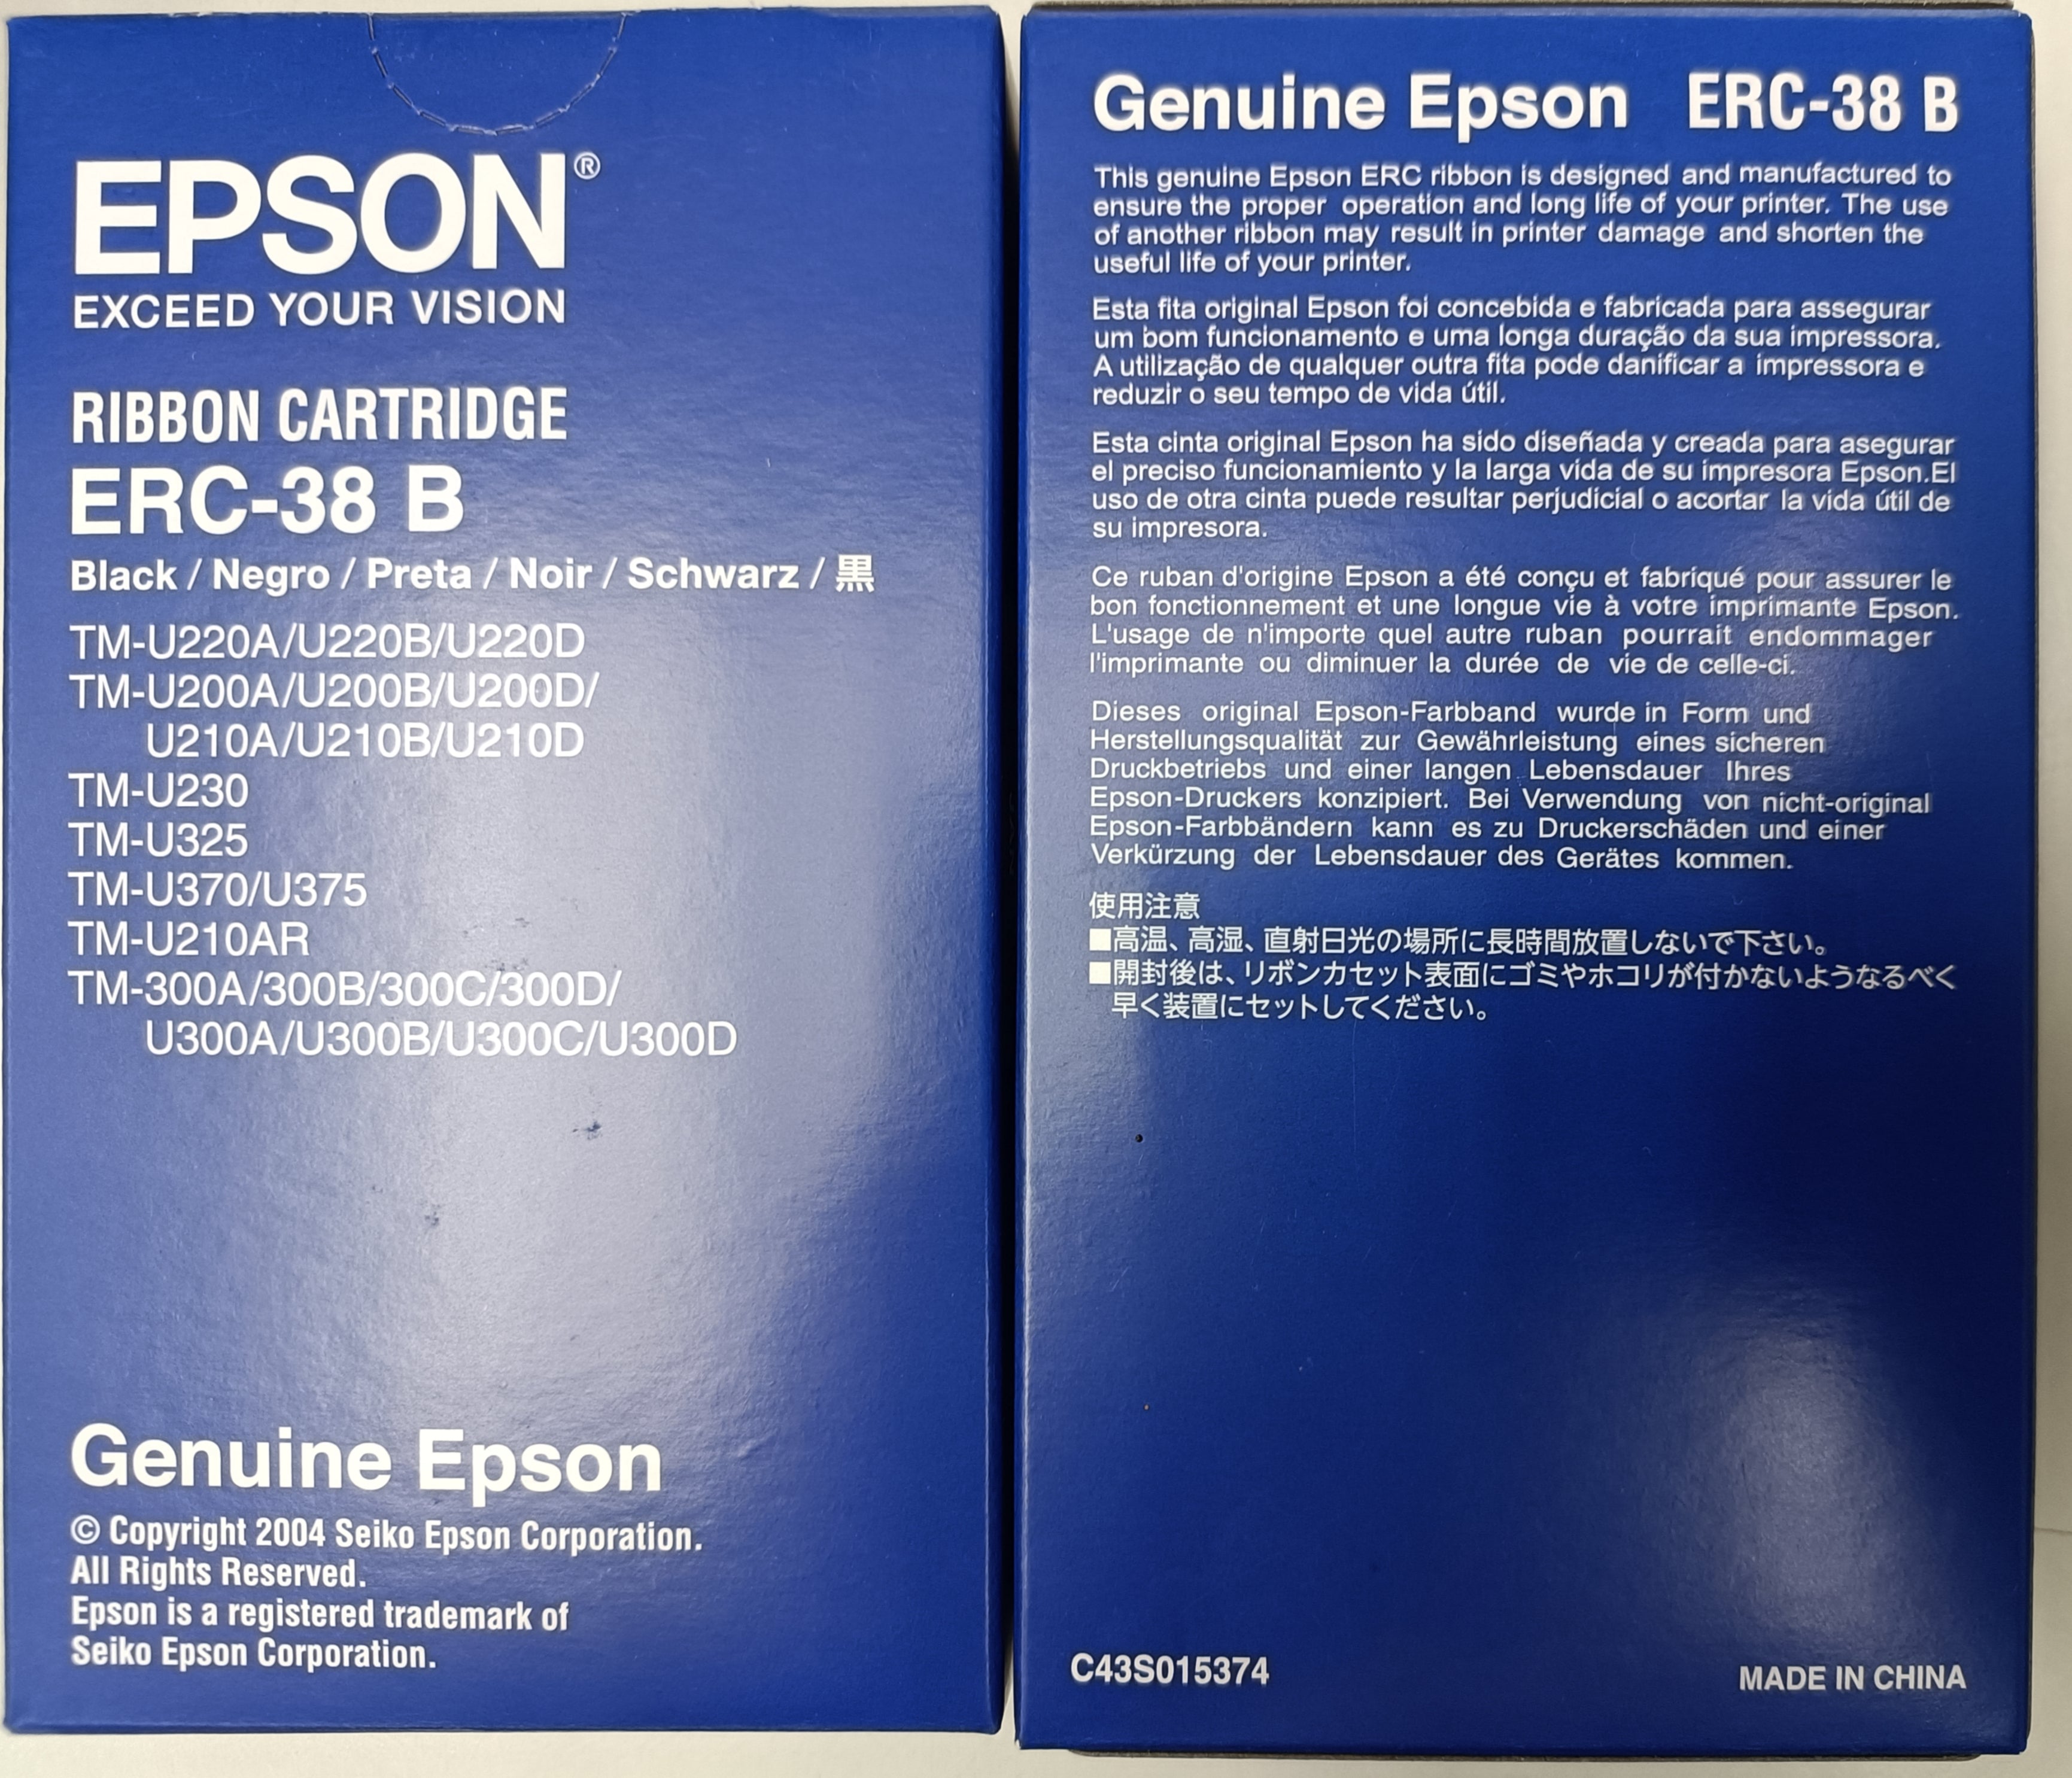 EPSON®
EXCEED YOUR VISION
RIBBON CARTRIDGE
ERC-38 B
Black / Negro / Preta / Noir / Schwarz / 黒
TM-U220A/U220B/U220D
TM-U200A/U200B/U200D/
U210A/U210B/U210D
TM-U230
TM-U325
TM-U370/U375
TM-U210AR
TM-300A/300B/300C/300D/
U300A/U300B/U300C/U300D
Genuine Epson
© Copyright 2004 Seiko Epson Corporation.
All Rights Reserved.
Epson is a registered trademark of
Seiko Epson Corporation.
Genuine Epson ERC-38 B
This genuine Epson ERC ribbon is designed and manufactured to
ensure the proper operation and long life of your printer. The use
of another ribbon may result in printer damage and shorten the
useful life of your printer.
Esta fita original Epson foi concebida e fabricada para assegurar
um bom funcionamento e uma longa duração da sua impressora.
A utilização de qualquer outra fita pode danificar a impressora e
reduzir o seu tempo de vida útil.
Esta cinta original Epson ha sido diseñada y creada para asegurar
el preciso funcionamiento y la larga vida de su impresora Epson.El
uso de otra cinta puede resultar perjudicial o acortar la vida útil de
su impresora.
Ce ruban d'origine Epson a été conçu et fabriqué pour assurer le
bon fonctionnement et une longue vie à votre imprimante Epson.
L'usage de n'importe quel autre ruban pourrait endommager
l'imprimante ou diminuer la durée de vie de celle-ci.
Dieses original Epson-Farbband wurde in Form und
Herstellungsqualität zur Gewährleistung eines sicheren
Druckbetriebs und einer langen Lebensdauer Ihres
Epson-Druckers konzipiert. Bei Verwendung von nicht-original
Epson-Farbbändern kann es zu Druckerschäden und einer
Verkürzung der Lebensdauer des Gerätes kommen.
使用注意
■高温、高湿、直射日光の場所に長時間放置しないで下さい。
■開封後は、リボンカセット表面にゴミやホコリが付かないようなるべく
早く装置にセットしてください。
C43S015374
MADE IN CHINA